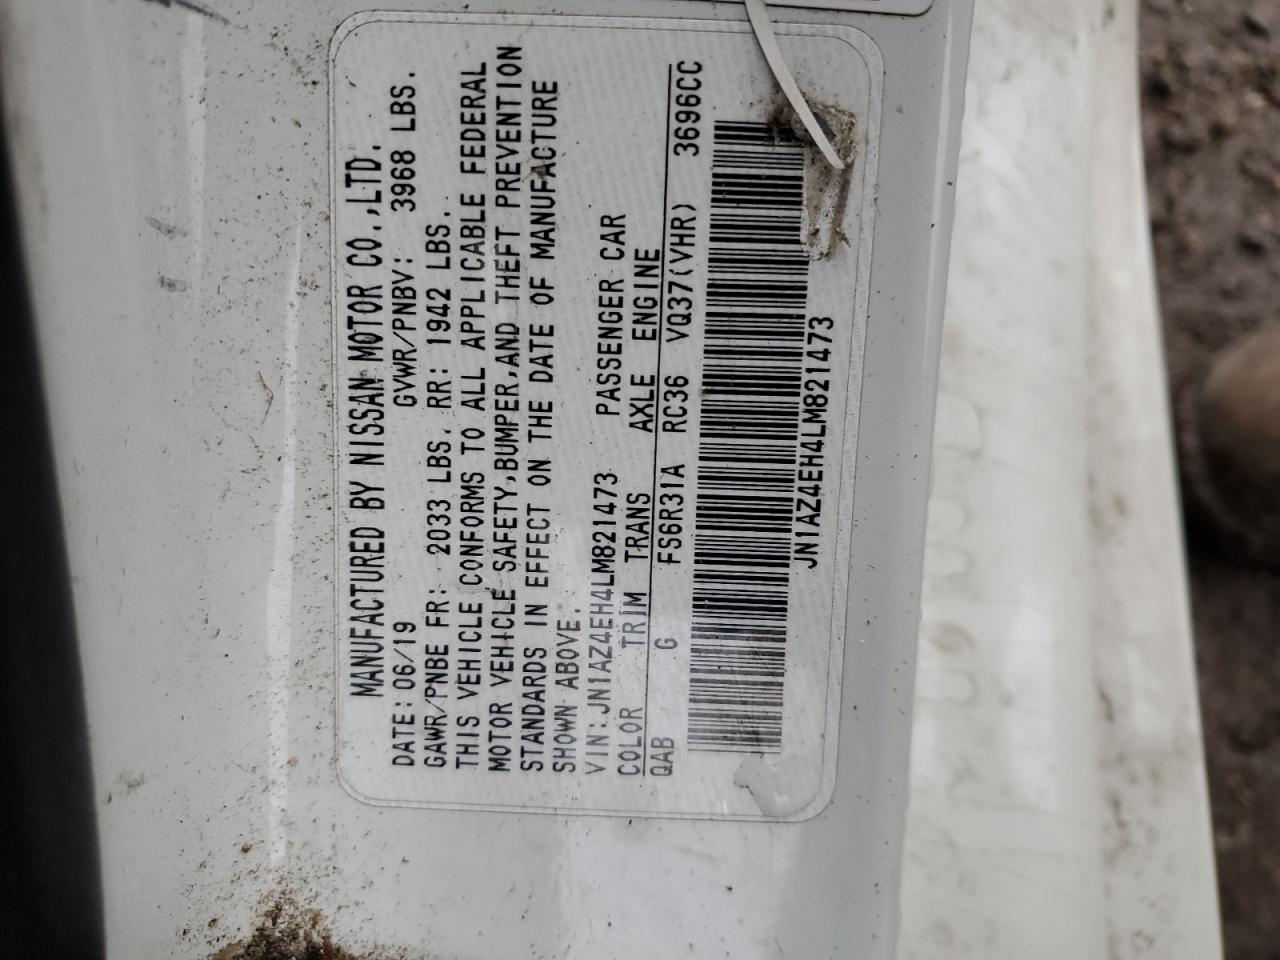 MANUFACTURED BY NISSAN MOTOR CO.,LTD.
DATE: 06/19 GVWR/PNBV: 3968 LBS.
GAWR/PNBE FR: 2033 LBS. RR: 1942 LBS.
THIS VEHICLE CONFORMS TO ALL APPLICABLE FEDERAL
MOTOR VEHICLE SAFETY,BUMPER,AND THEFT PREVENTION
STANDARDS IN EFFECT ON THE DATE OF MANUFACTURE
SHOWN ABOVE.
VIN:JN1AZ4EH4LM821473 PASSENGER CAR
COLOR TRIM TRANS AXLE ENGINE
QAB G FS6R31A RC36 VQ37(VHR) 3696CC
JN1AZ4EH4LM821473